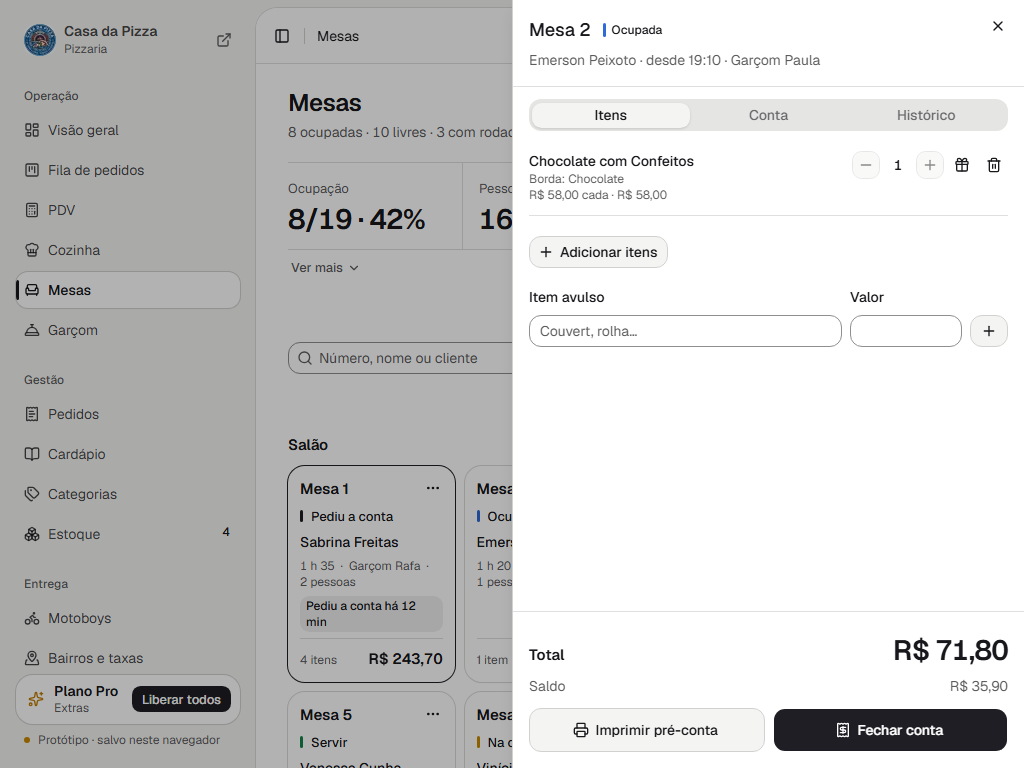 Casa da Pizza
Pizzaria
Operação
Visão geral
Fila de pedidos
PDV
Cozinha
Mesas
Garçom
Gestão
Pedidos
Cardápio
Categorias
Estoque
4
Entrega
Motoboys
Bairros e taxas
Plano Pro
Extras
Liberar todos
Protótipo · salvo neste navegador
Mesas
Mesas
8 ocupadas · 10 livres · 3 com rodad
Ocupação
8/19 · 42%
Pesso
16
Ver mais
Número, nome ou cliente
Salão
Mesa 1
Pediu a conta
Sabrina Freitas
1 h 35 · Garçom Rafa ·
2 pessoas
Pediu a conta há 12
min
4 itens
R$ 243,70
Mesa
Ocu
Emers
1 h 20
1 pess
1 item
Mesa 5
Servir
Vanessa Cunha
Mesa
Na c
Viníci
Mesa 2
Ocupada
Emerson Peixoto · desde 19:10 · Garçom Paula
Itens
Conta
Histórico
Chocolate com Confeitos
Borda: Chocolate
R$ 58,00 cada · R$ 58,00
1
Adicionar itens
Item avulso
Valor
Couvert, rolha…
Total
R$ 71,80
Saldo
R$ 35,90
Imprimir pré-conta
Fechar conta